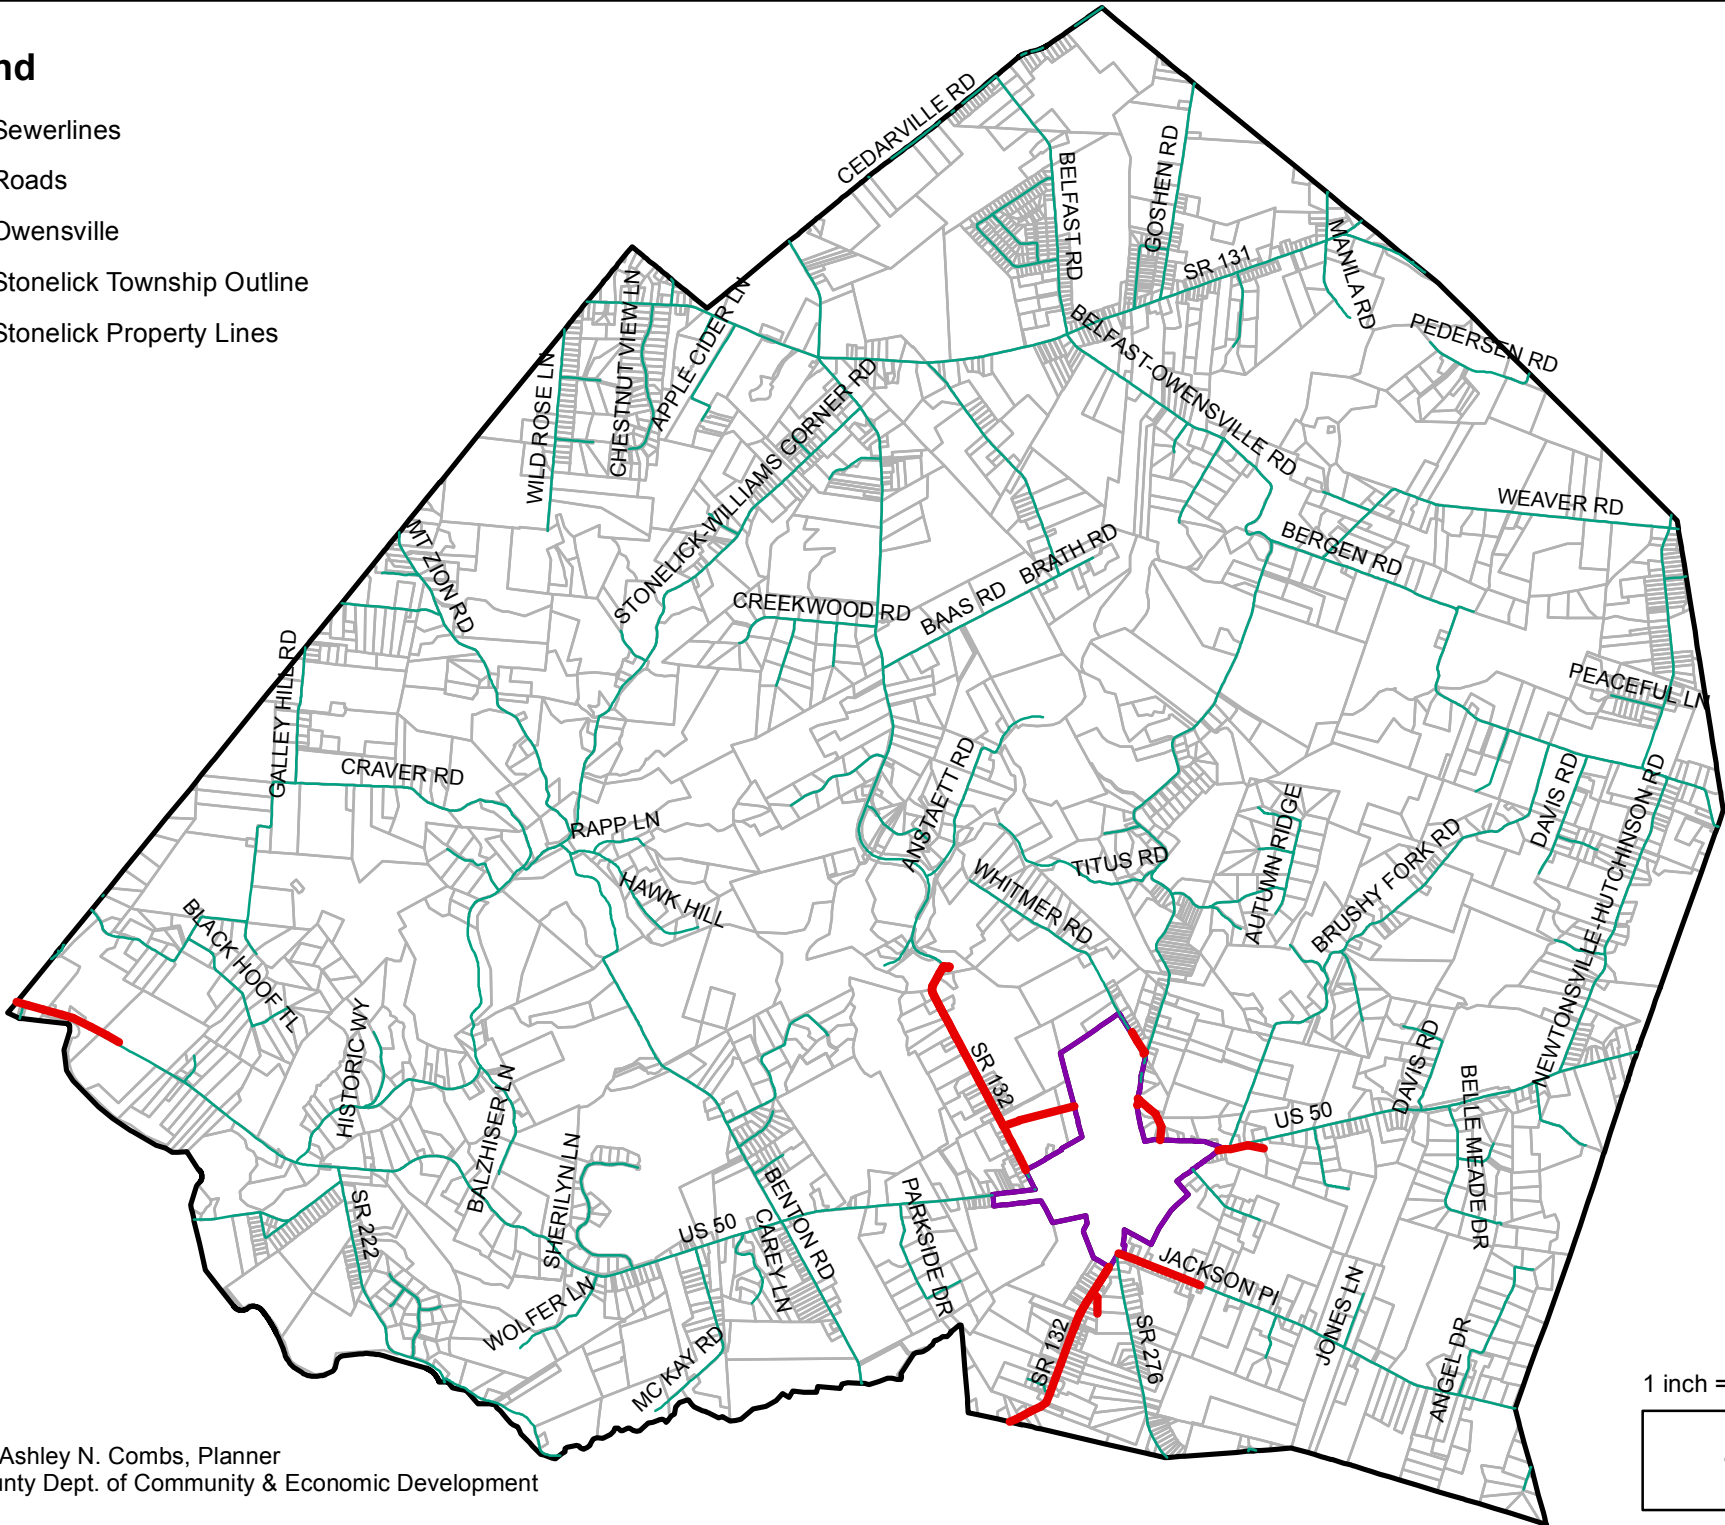 nd
Sewerlines
Roads
Owensville
Stonelick Township Outline
Stonelick Property Lines
CEDARVILLE RD
BELFAST RD
GOSHEN RD
SR 131
MANILA RD
PEDERSEN RD
BELFAST-OWENSVILLE RD
WILD ROSE LN
CHESTNUT VIEW LN
APPLE CIDER LN
STONELICK-WILLIAMS CORNER RD
WEAVER RD
BERGEN RD
MT ZION RD
BRATH RD
BAAS RD
CREEKWOOD RD
GALLEY HILL RD
PEACEFUL LN
CRAVER RD
ANSTAETT RD
DAVIS RD
NEWTONSVILLE-HUTCHINSON RD
RAPP LN
TITUS RD
AUTUMN RIDGE
BRUSHY FORK RD
HAWK HILL
WHITMER RD
BLACK HOOF TL
HISTORIC WY
SR 132
DAVIS RD
BELLE MEADE DR
US 50
BALZHISER LN
SHERILYN LN
BENTON RD
PARKSIDE DR
SR 222
US 50
CAREY LN
JACKSON PI
WOLFER LN
MC KAY RD
SR 132
SR 276
JONES LN
ANGEL DR
1 inch =
Ashley N. Combs, Planner
unty Dept. of Community & Economic Development